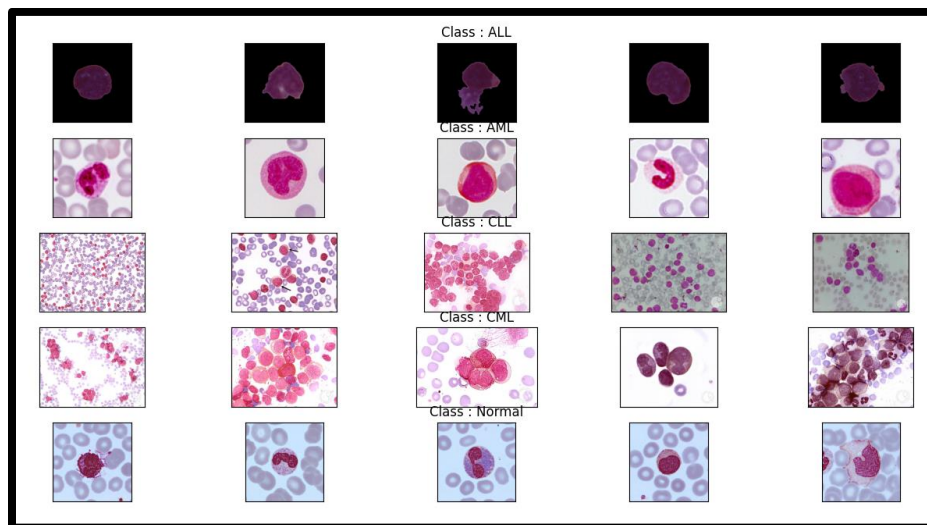 Class : ALL
Class : AML
Class : CLL
Class : CML
Class : Normal